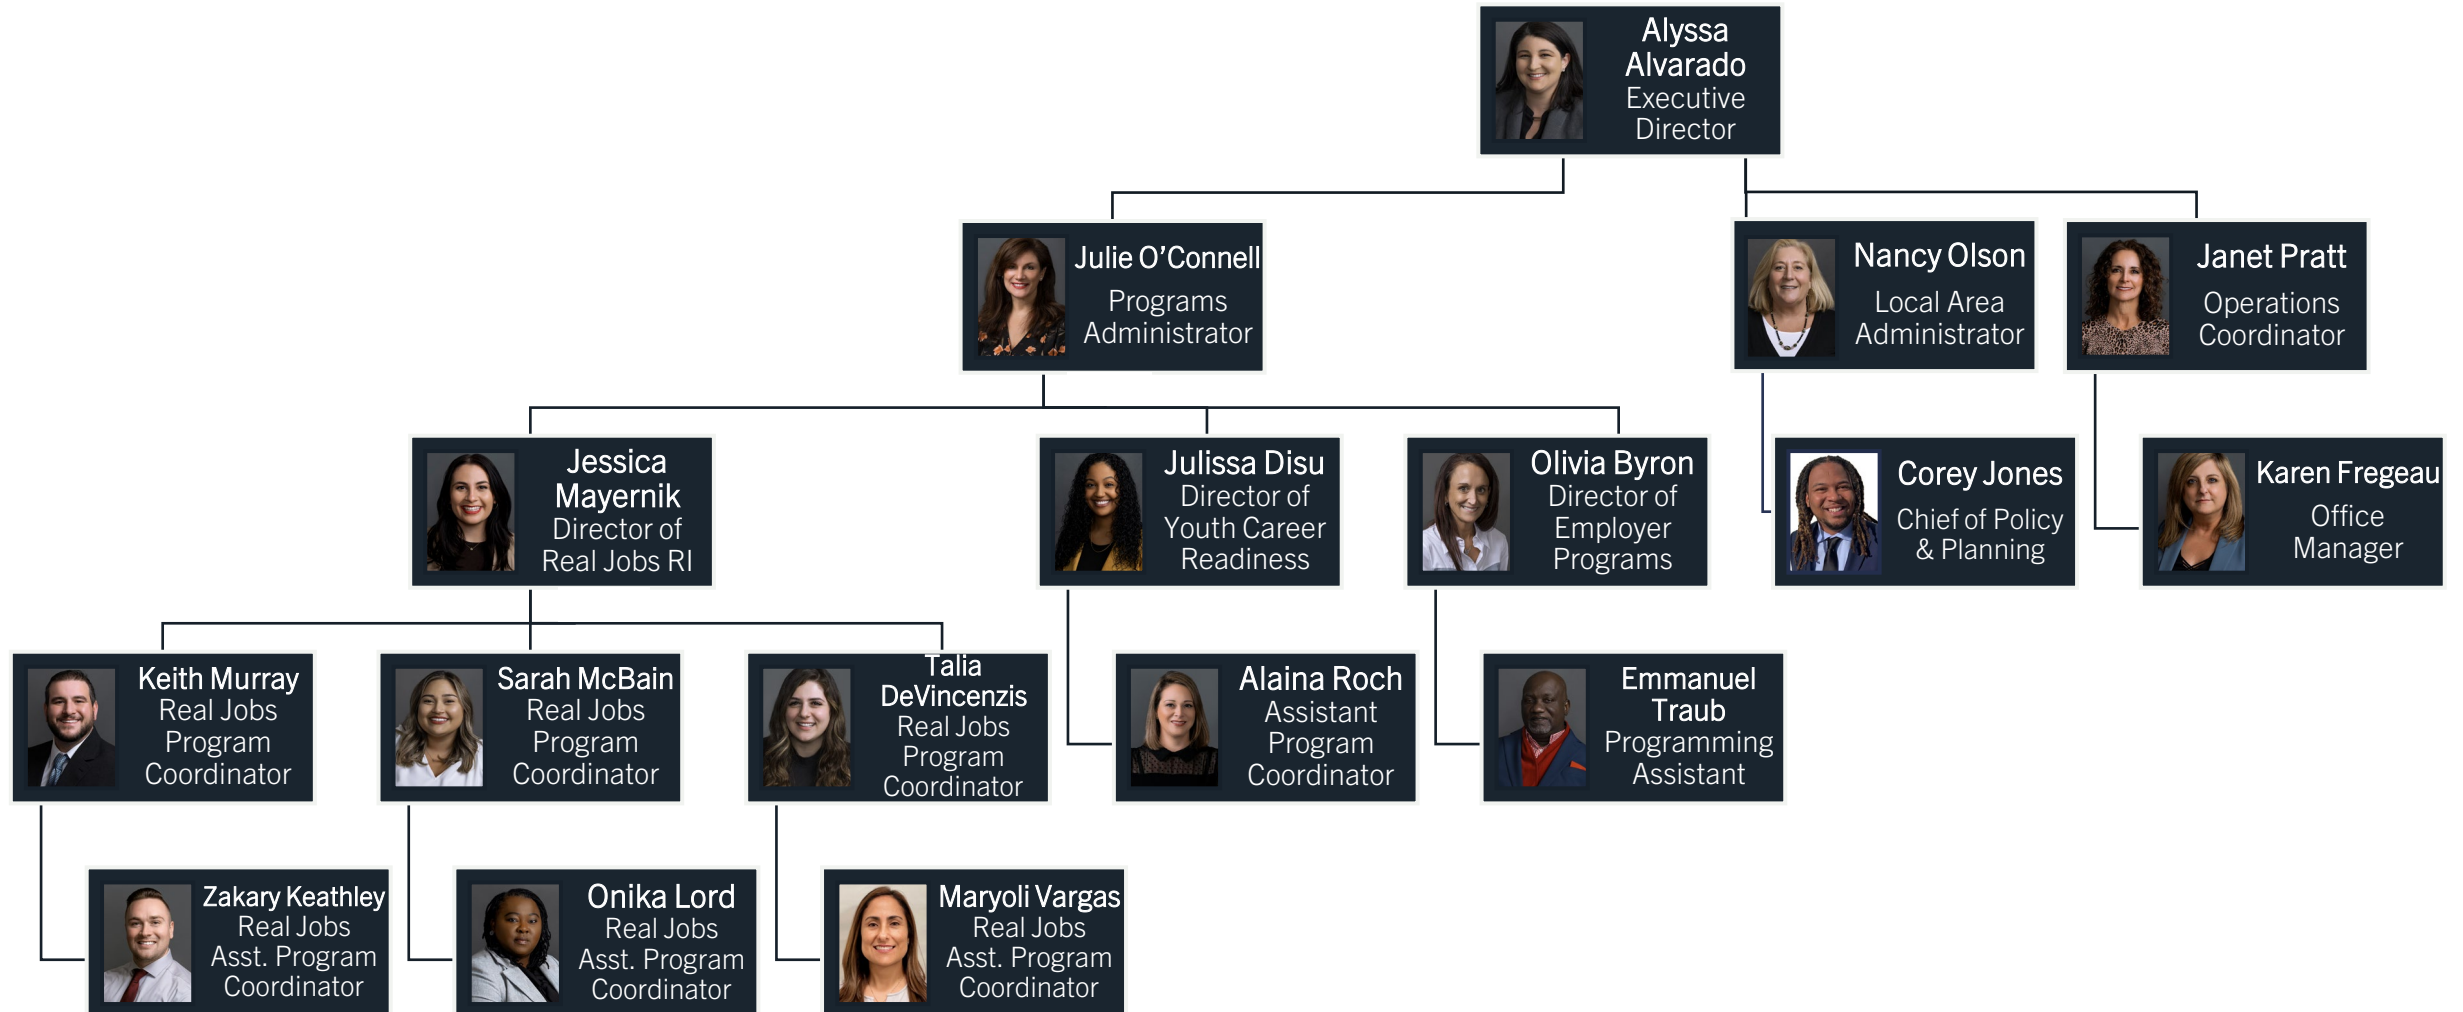 Alyssa
Alvarado
Executive
Director
Julie O’Connell
Programs
Administrator
Nancy Olson
Local Area
Administrator
Janet Pratt
Operations
Coordinator
Jessica
Mayernik
Director of
Real Jobs RI
Julissa Disu
Director of
Youth Career
Readiness
Olivia Byron
Director of
Employer
Programs
Corey Jones
Chief of Policy
& Planning
Karen Fregeau
Office
Manager
Keith Murray
Real Jobs
Program
Coordinator
Sarah McBain
Real Jobs
Program
Coordinator
Talia
DeVincenzis
Real Jobs
Program
Coordinator
Alaina Roch
Assistant
Program
Coordinator
Emmanuel
Traub
Programming
Assistant
Zakary Keathley
Real Jobs
Asst. Program
Coordinator
Onika Lord
Real Jobs
Asst. Program
Coordinator
Maryoli Vargas
Real Jobs
Asst. Program
Coordinator